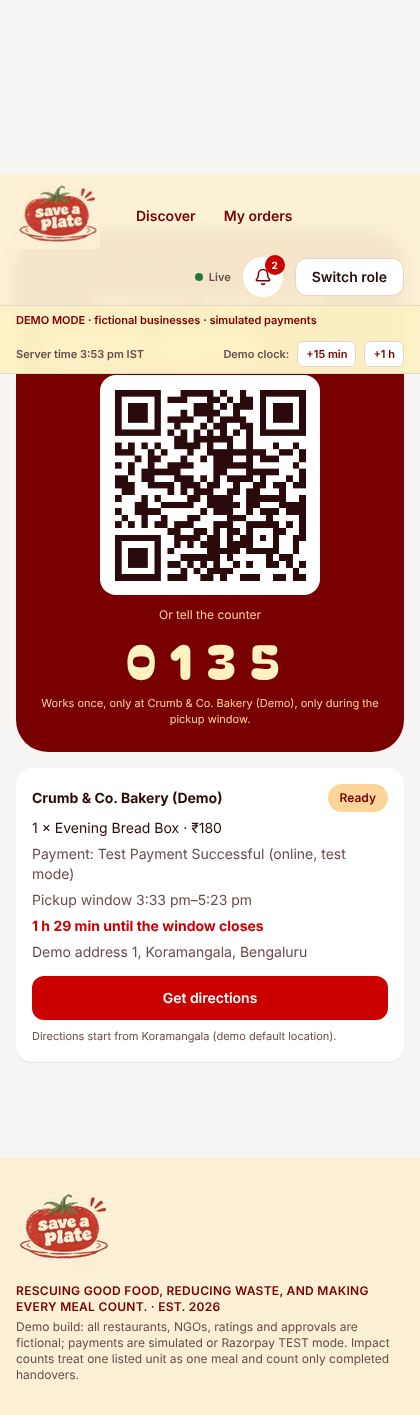 save a
plate
Discover
My orders
Live
2
Switch role
DEMO MODE · fictional businesses · simulated payments
Server time 3:53 pm IST
Demo clock:
+15 min
+1 h
Or tell the counter
0135
Works once, only at Crumb & Co. Bakery (Demo), only during the
pickup window.
Crumb & Co. Bakery (Demo)
Ready
1 × Evening Bread Box · ₹180
Payment: Test Payment Successful (online, test
mode)
Pickup window 3:33 pm–5:23 pm
1 h 29 min until the window closes
Demo address 1, Koramangala, Bengaluru
Get directions
Directions start from Koramangala (demo default location).
save a
plate
RESCUING GOOD FOOD, REDUCING WASTE, AND MAKING
EVERY MEAL COUNT. · EST. 2026
Demo build: all restaurants, NGOs, ratings and approvals are
fictional; payments are simulated or Razorpay TEST mode. Impact
counts treat one listed unit as one meal and count only completed
handovers.